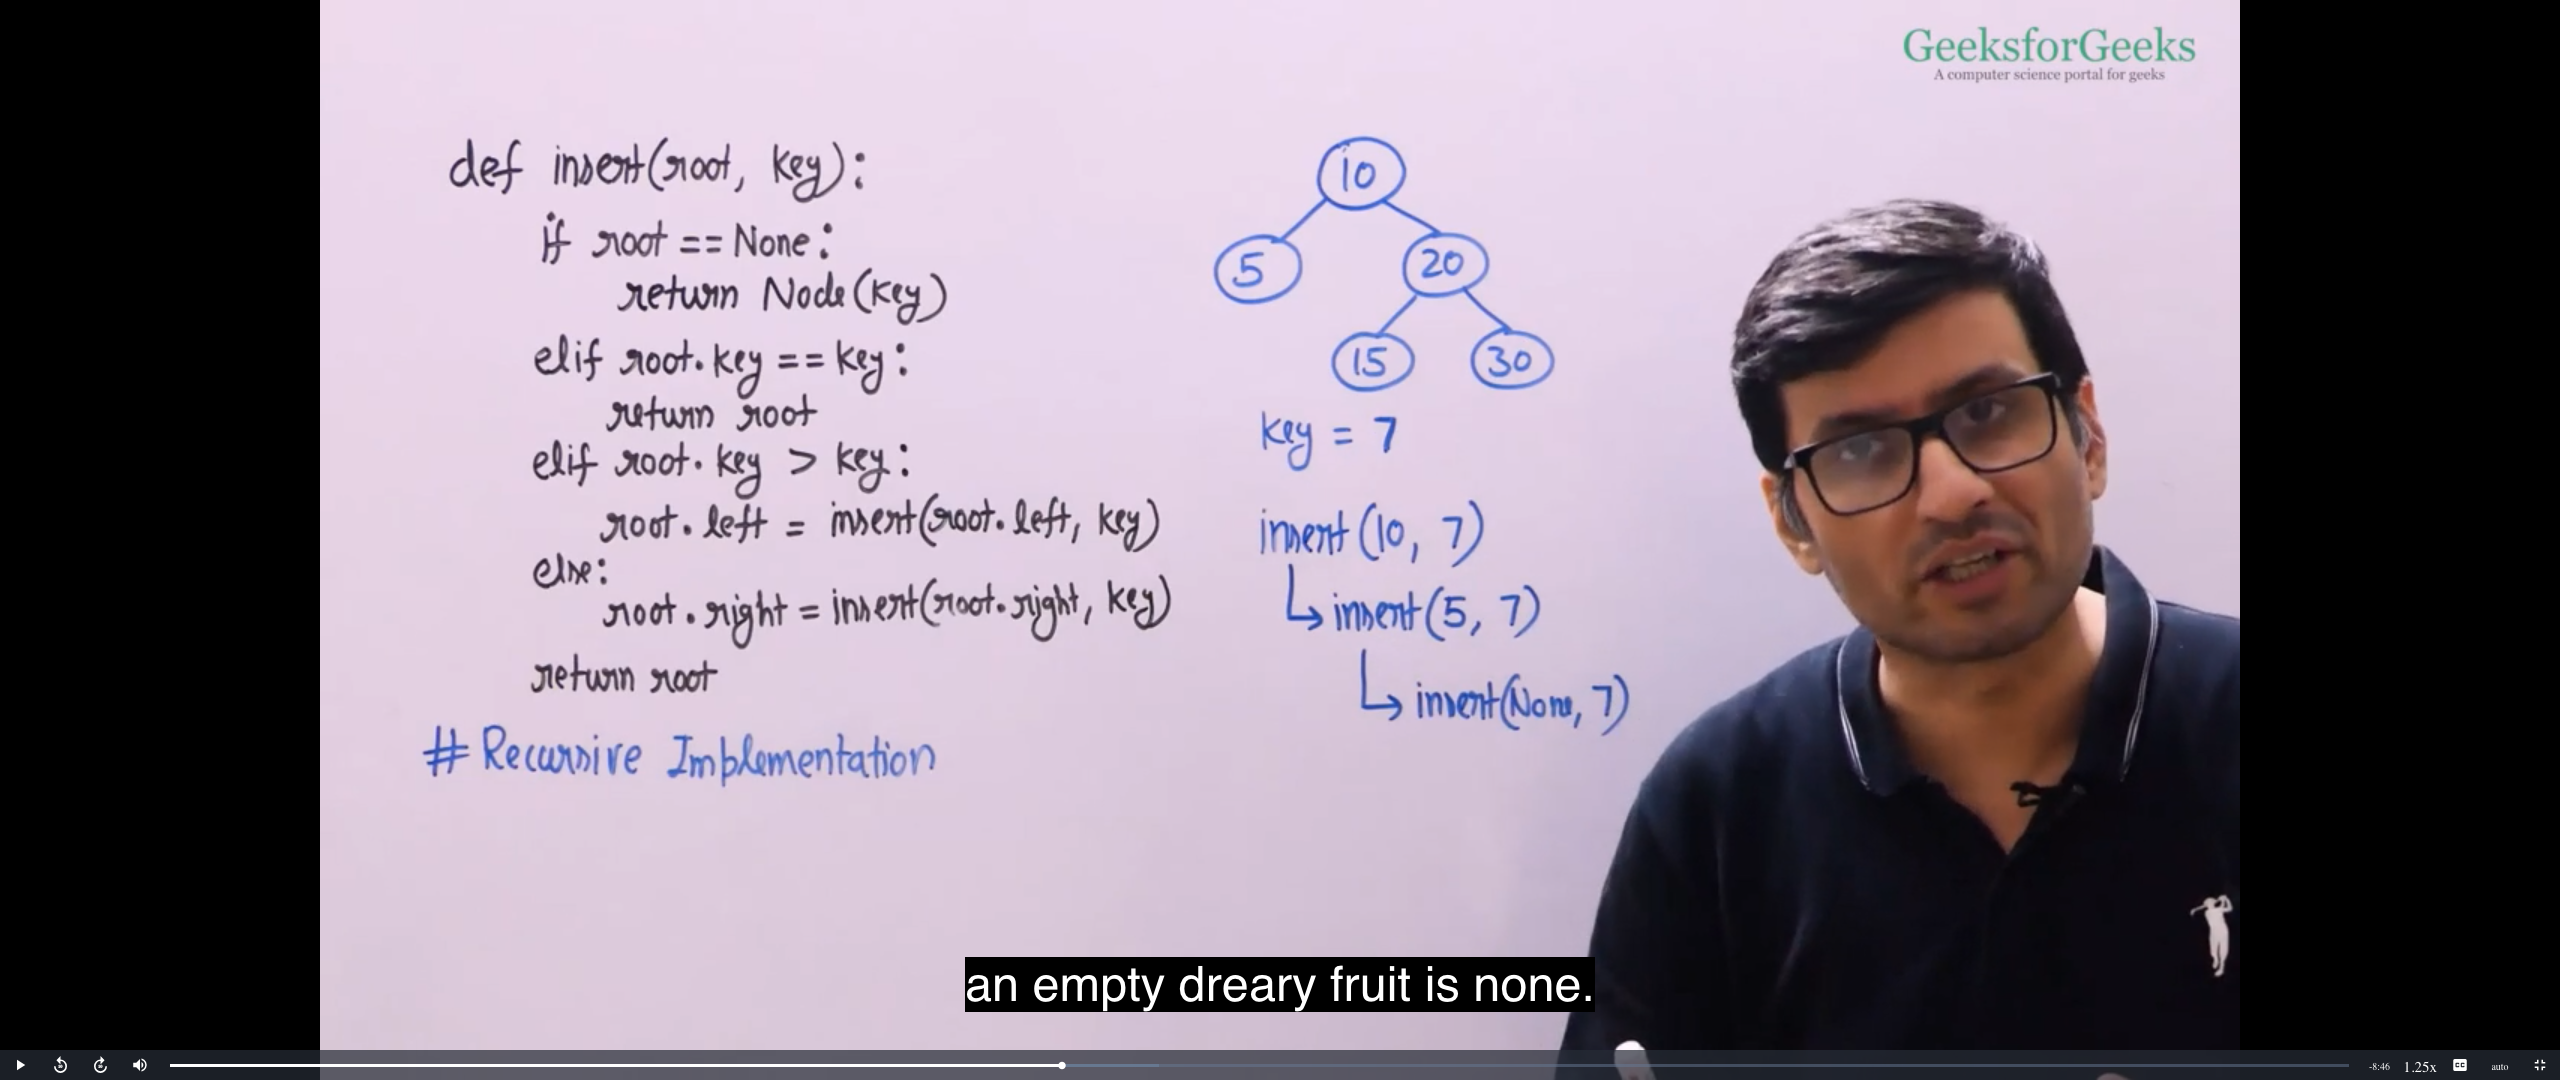 GeeksforGeeks
A computer science portal for geeks
def insert(root, key):
if root == None:
return Node(key)
elif root.key == key:
return root
elif root.key > key:
root.left = insert(root.left, key)
else:
root.right = insert(root.right, key)
return root
# Recursive Implementation
10
5
20
15
30
key = 7
insert(10, 7)
insert(5, 7)
insert(None, 7)
an empty dreary fruit is none.
-8:46
1.25x
CC
auto